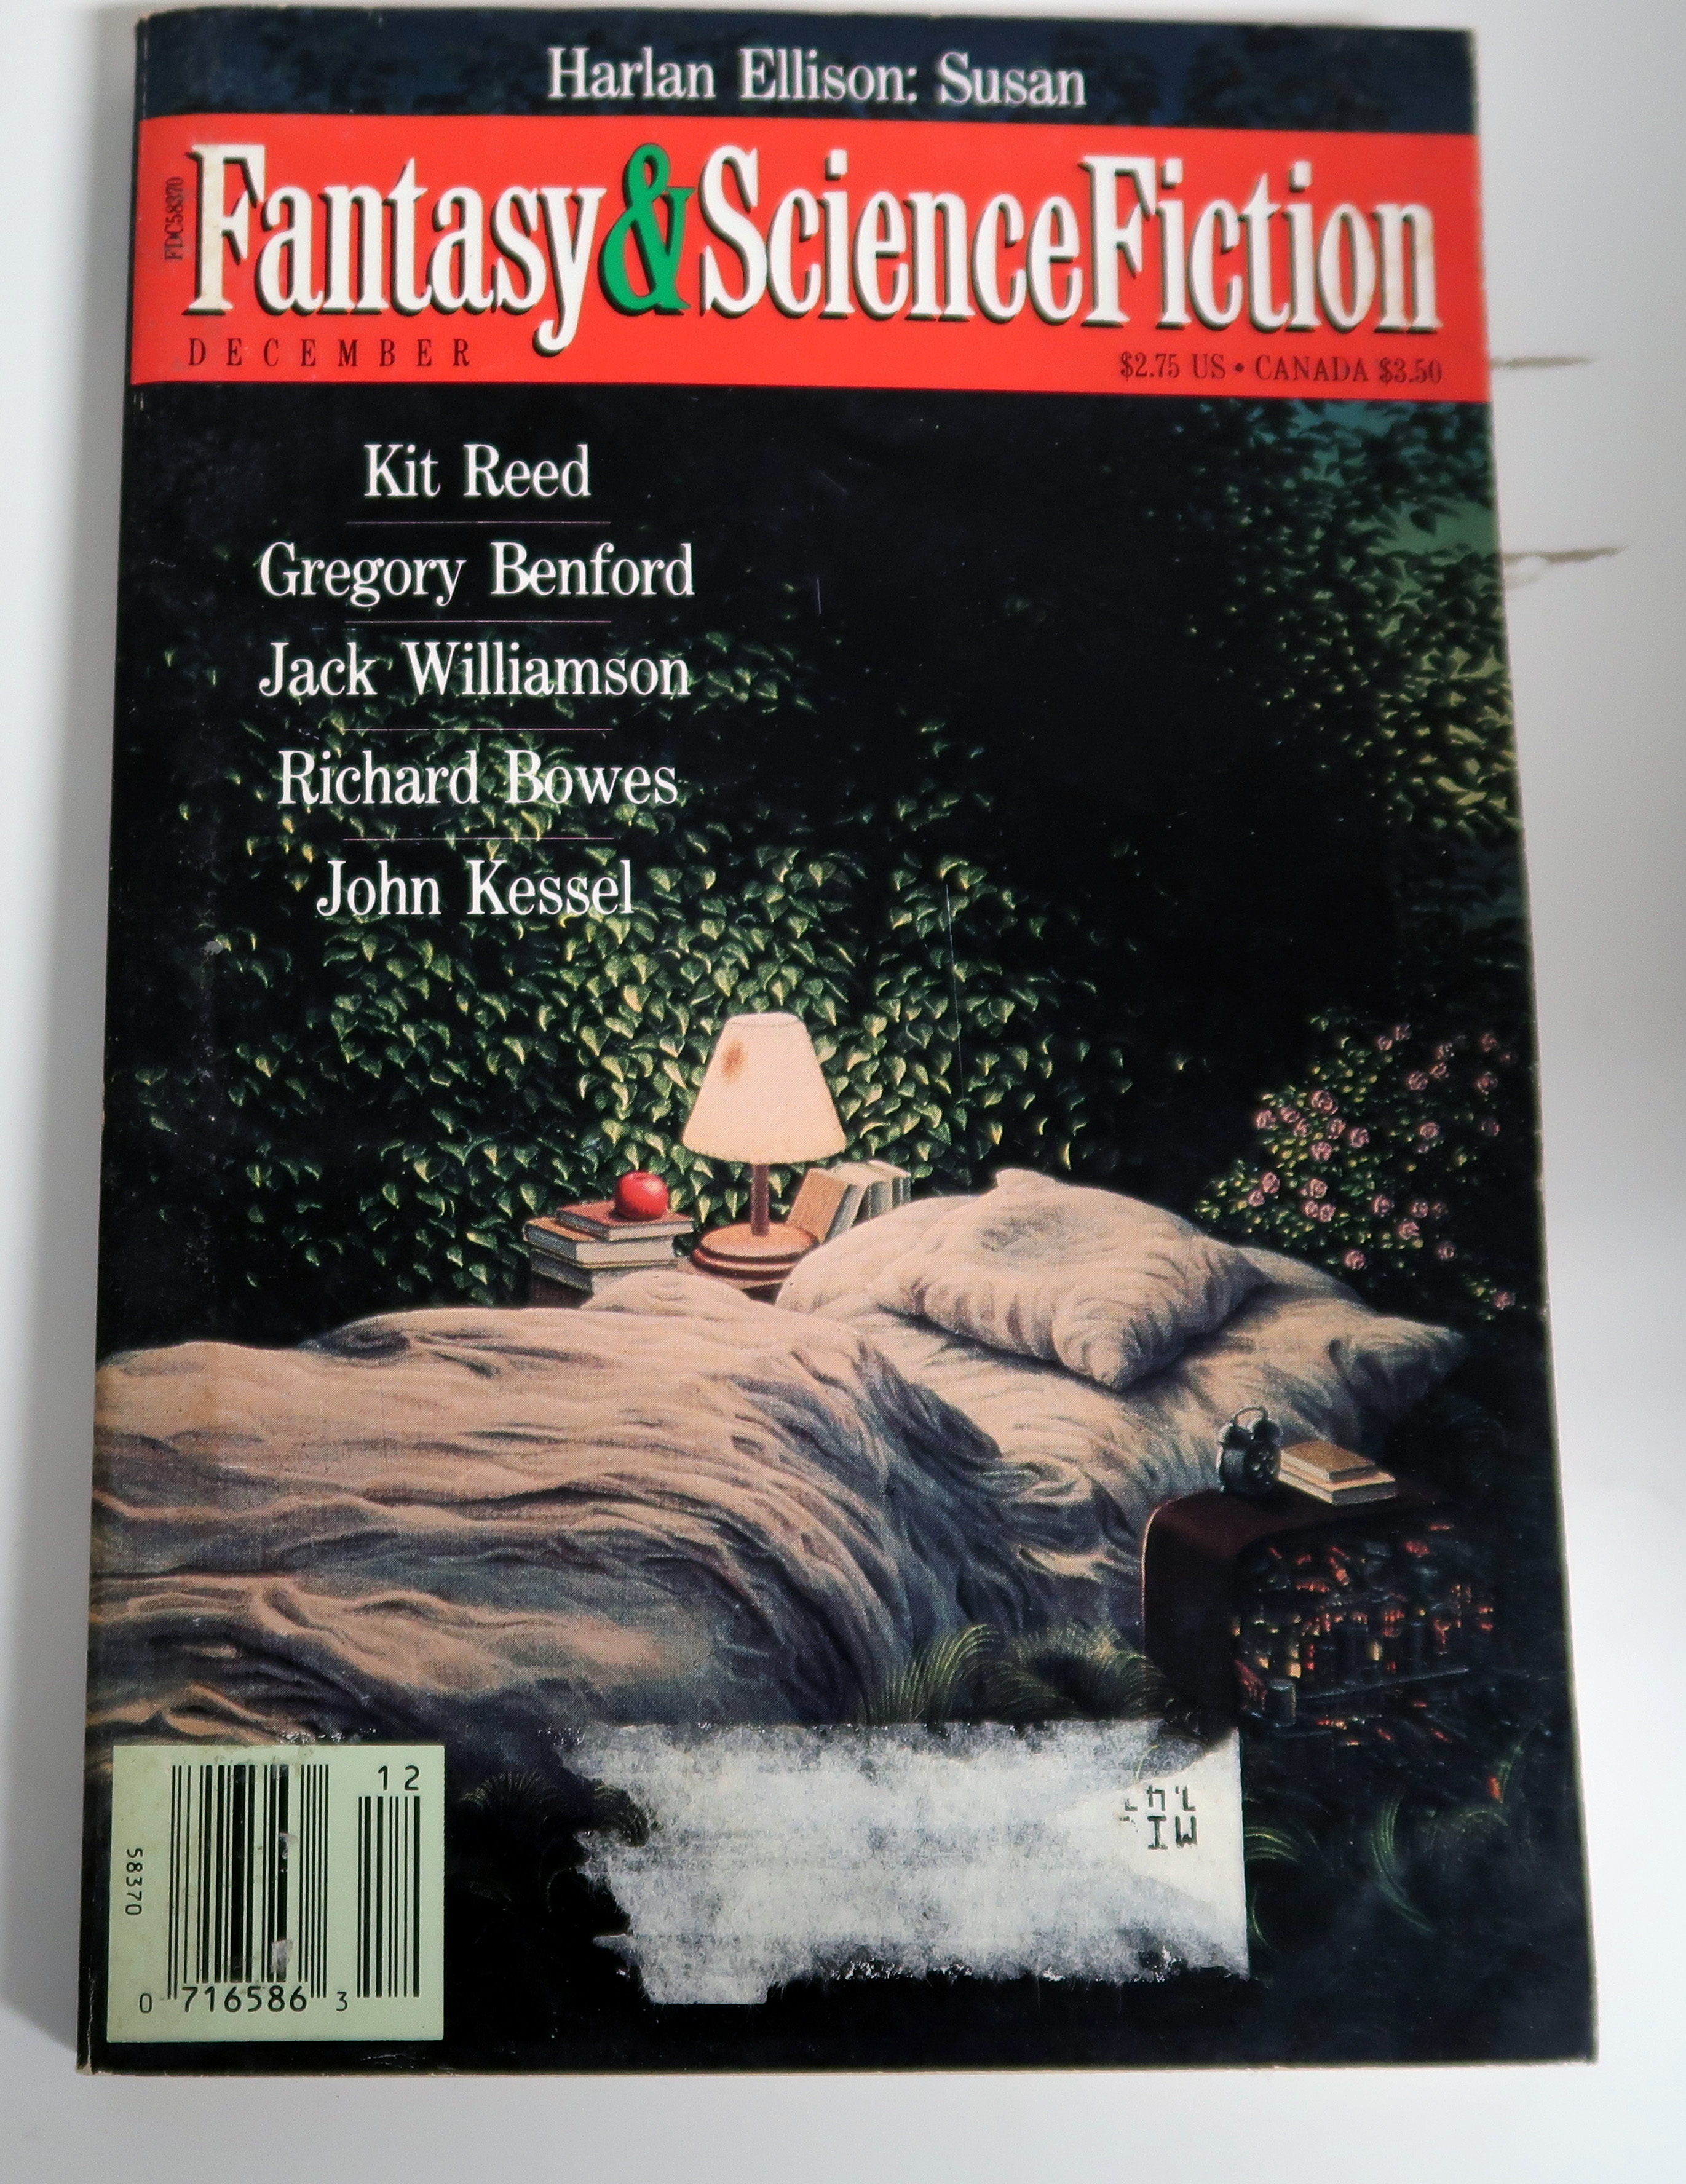 Harlan Ellison: Susan
FDC58370
Fantasy&ScienceFiction
DECEMBER
$2.75 US • CANADA $3.50
Kit Reed
Gregory Benford
Jack Williamson
Richard Bowes
John Kessel
12
58370
0 716586 3
MI